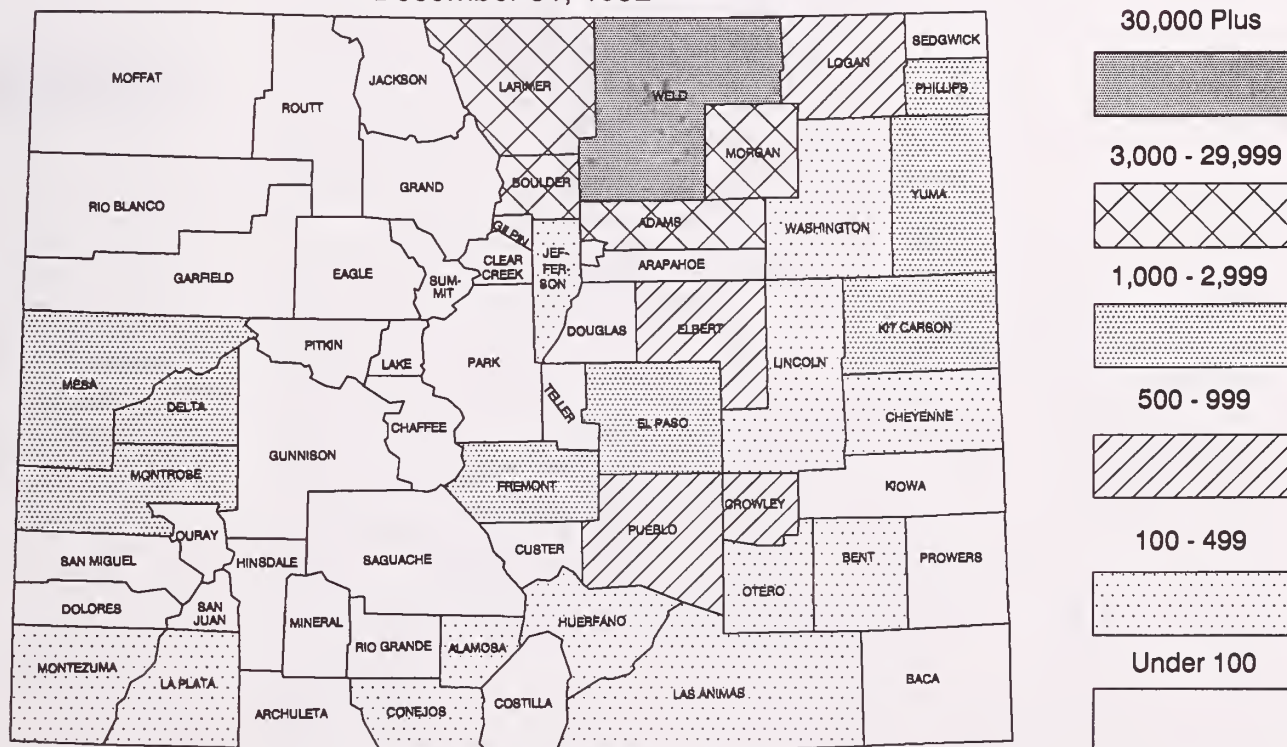 30,000 Plus
SEDGWICK
MOFFAT
JACKSON
LARIMER
LOGAN
ROUTT
WELD
PHILLIPS
3,000 - 29,999
MORGAN
BOULDER
GRAND
YUMA
RIO BLANCO
ADAMS
WASHINGTON
GILPIN
CLEAR
CREEK
JEF-
FER-
SON
ARAPAHOE
GARFIELD
EAGLE
SUM-
MIT
1,000 - 2,999
DOUGLAS
ELBERT
KIT CARSON
PITKIN
LAKE
PARK
LINCOLN
MESA
DELTA
TELLER
500 - 999
CHEYENNE
CHAFFEE
EL PASO
GUNNISON
MONTROSE
FREMONT
KIOWA
CROWLEY
PUEBLO
OURAY
100 - 499
SAN MIGUEL
HINSDALE
SAGUACHE
CUSTER
BENT
PROWERS
OTERO
DOLORES
SAN
JUAN
MINERAL
HUERFANO
RIO GRANDE
ALAMOSA
Under 100
MONTEZUMA
LA PLATA
LAS ANIMAS
BACA
ARCHULETA
CONEJOS
COSTILLA